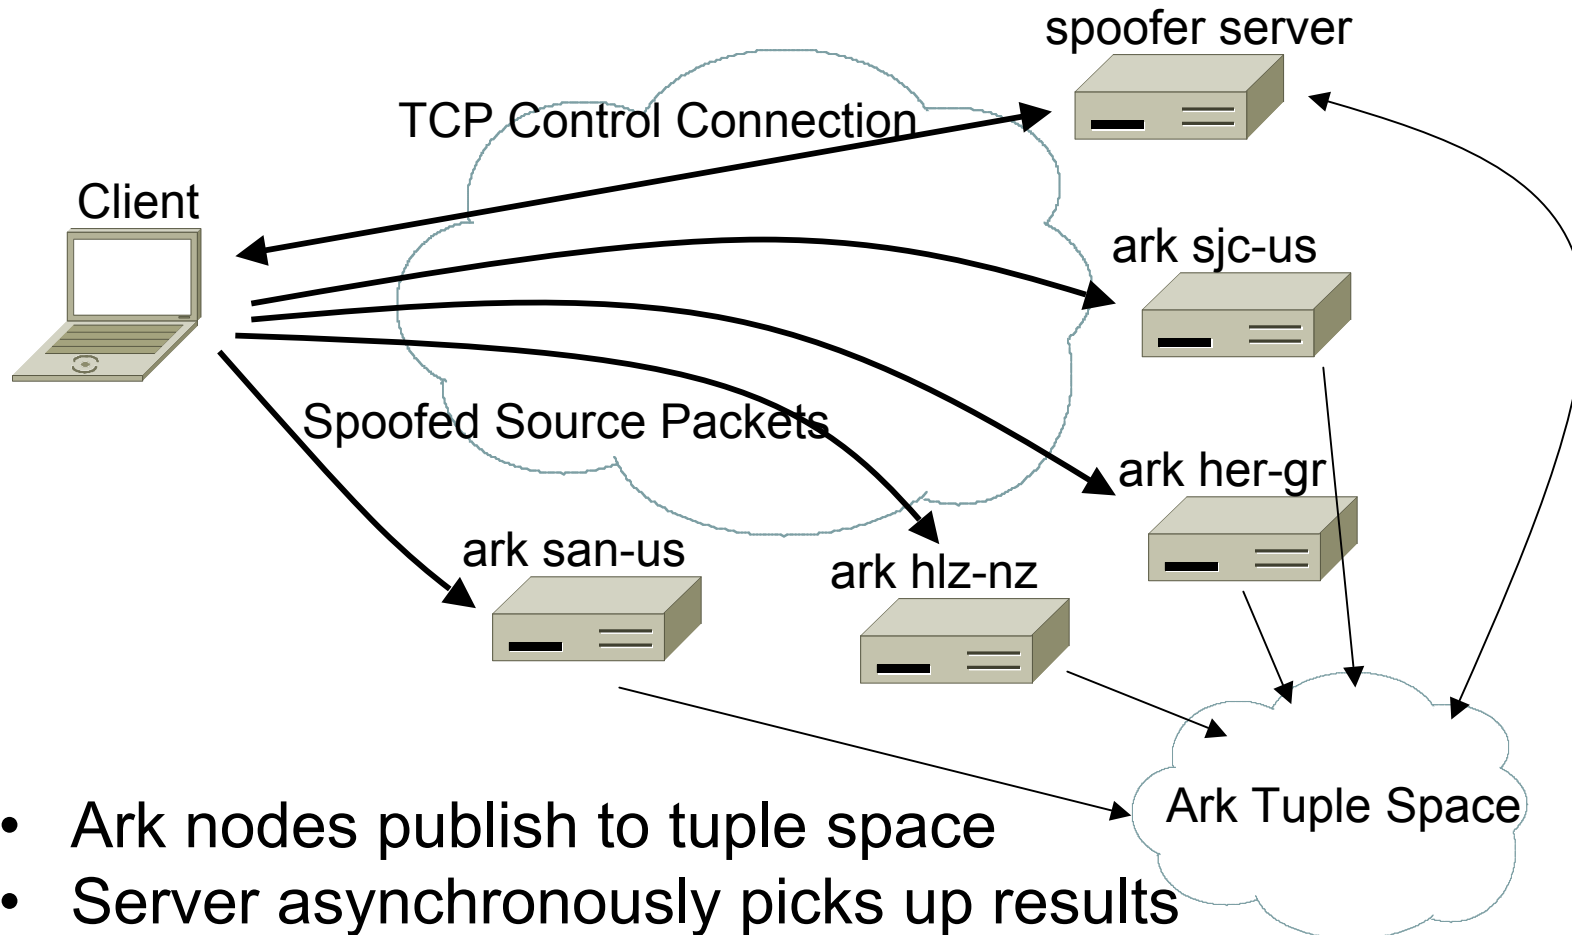 spoofer server
TCP Control Connection
Client
ark sjc-us
Spoofed Source Packets
ark her-gr
ark san-us
ark hlz-nz
Ark Tuple Space
• Ark nodes publish to tuple space
• Server asynchronously picks up results